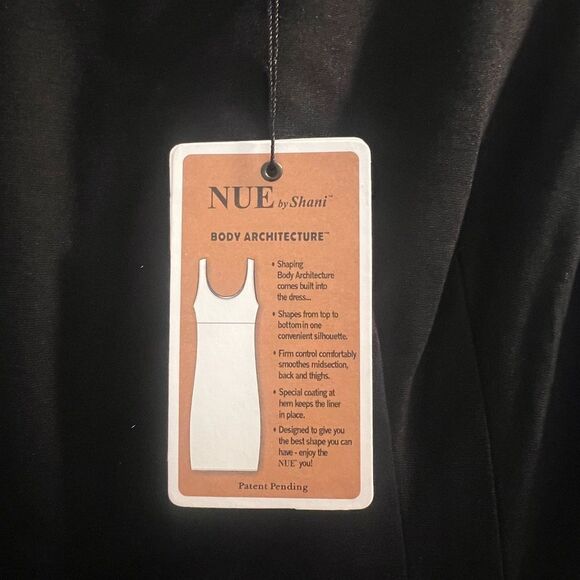 NUE by Shani™
BODY ARCHITECTURE™
• Shaping
Body Architecture
comes built into
the dress...
• Shapes from top to
bottom in one
convenient silhouette.
• Firm control comfortably
smoothes midsection,
back and thighs.
• Special coating at
hem keeps the liner
in place.
• Designed to give you
the best shape you can
have - enjoy the
NUE™ you!
Patent Pending